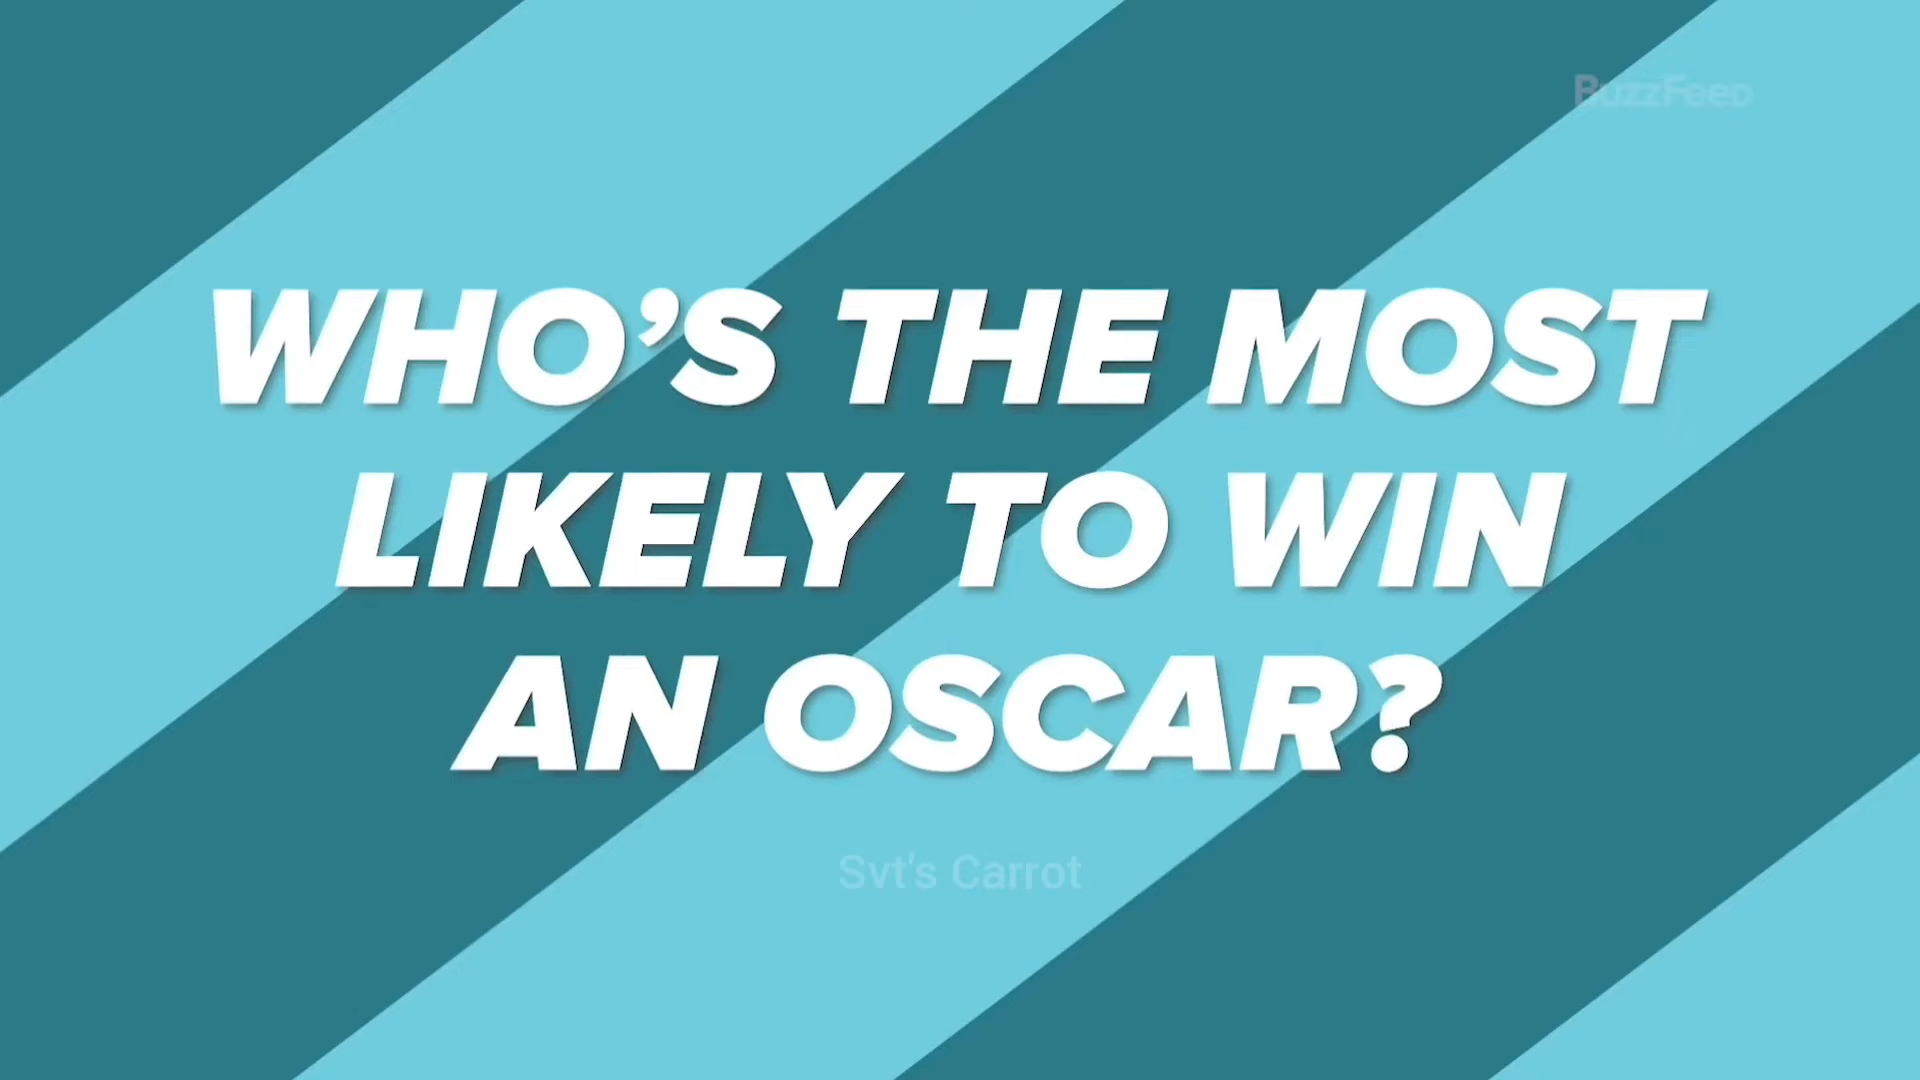 BuzzFeed
WHO'S THE MOST
LIKELY TO WIN
AN OSCAR?
Svt's Carrot